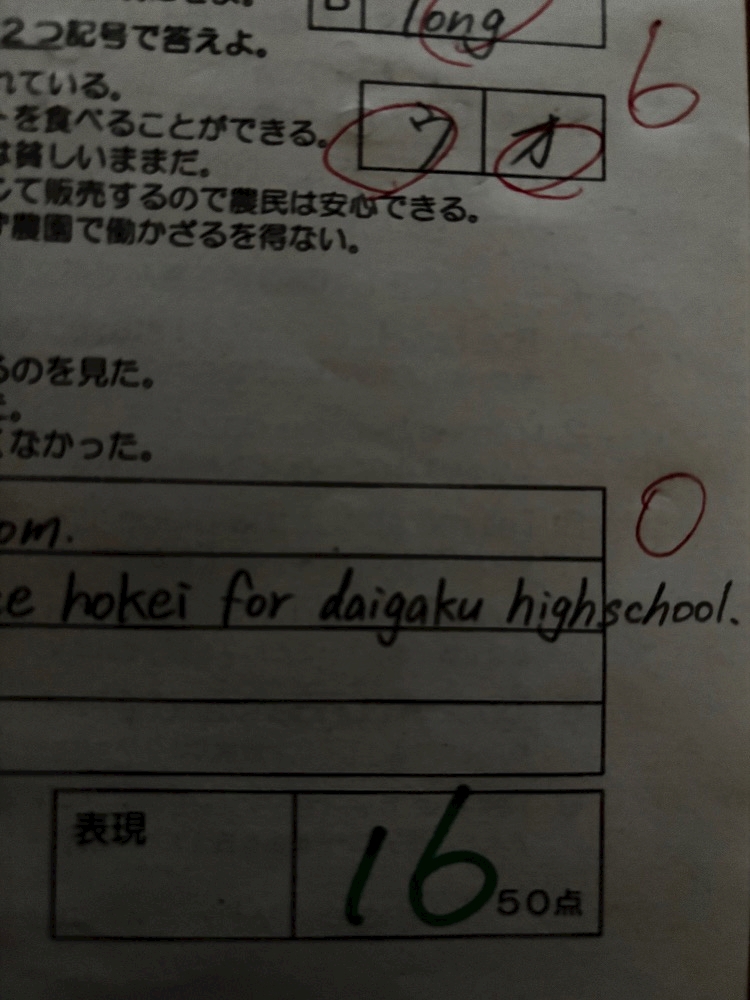 long
2つ記号で答えよ。
6
れている。
を食べることができる。
ウ オ
は貧しいままだ。
して販売するので農民は安心できる。
農園で働かざるを得ない。
るのを見た。
なかった。
0
om.
e hokei for daigaku highschool.
表現
16
50点